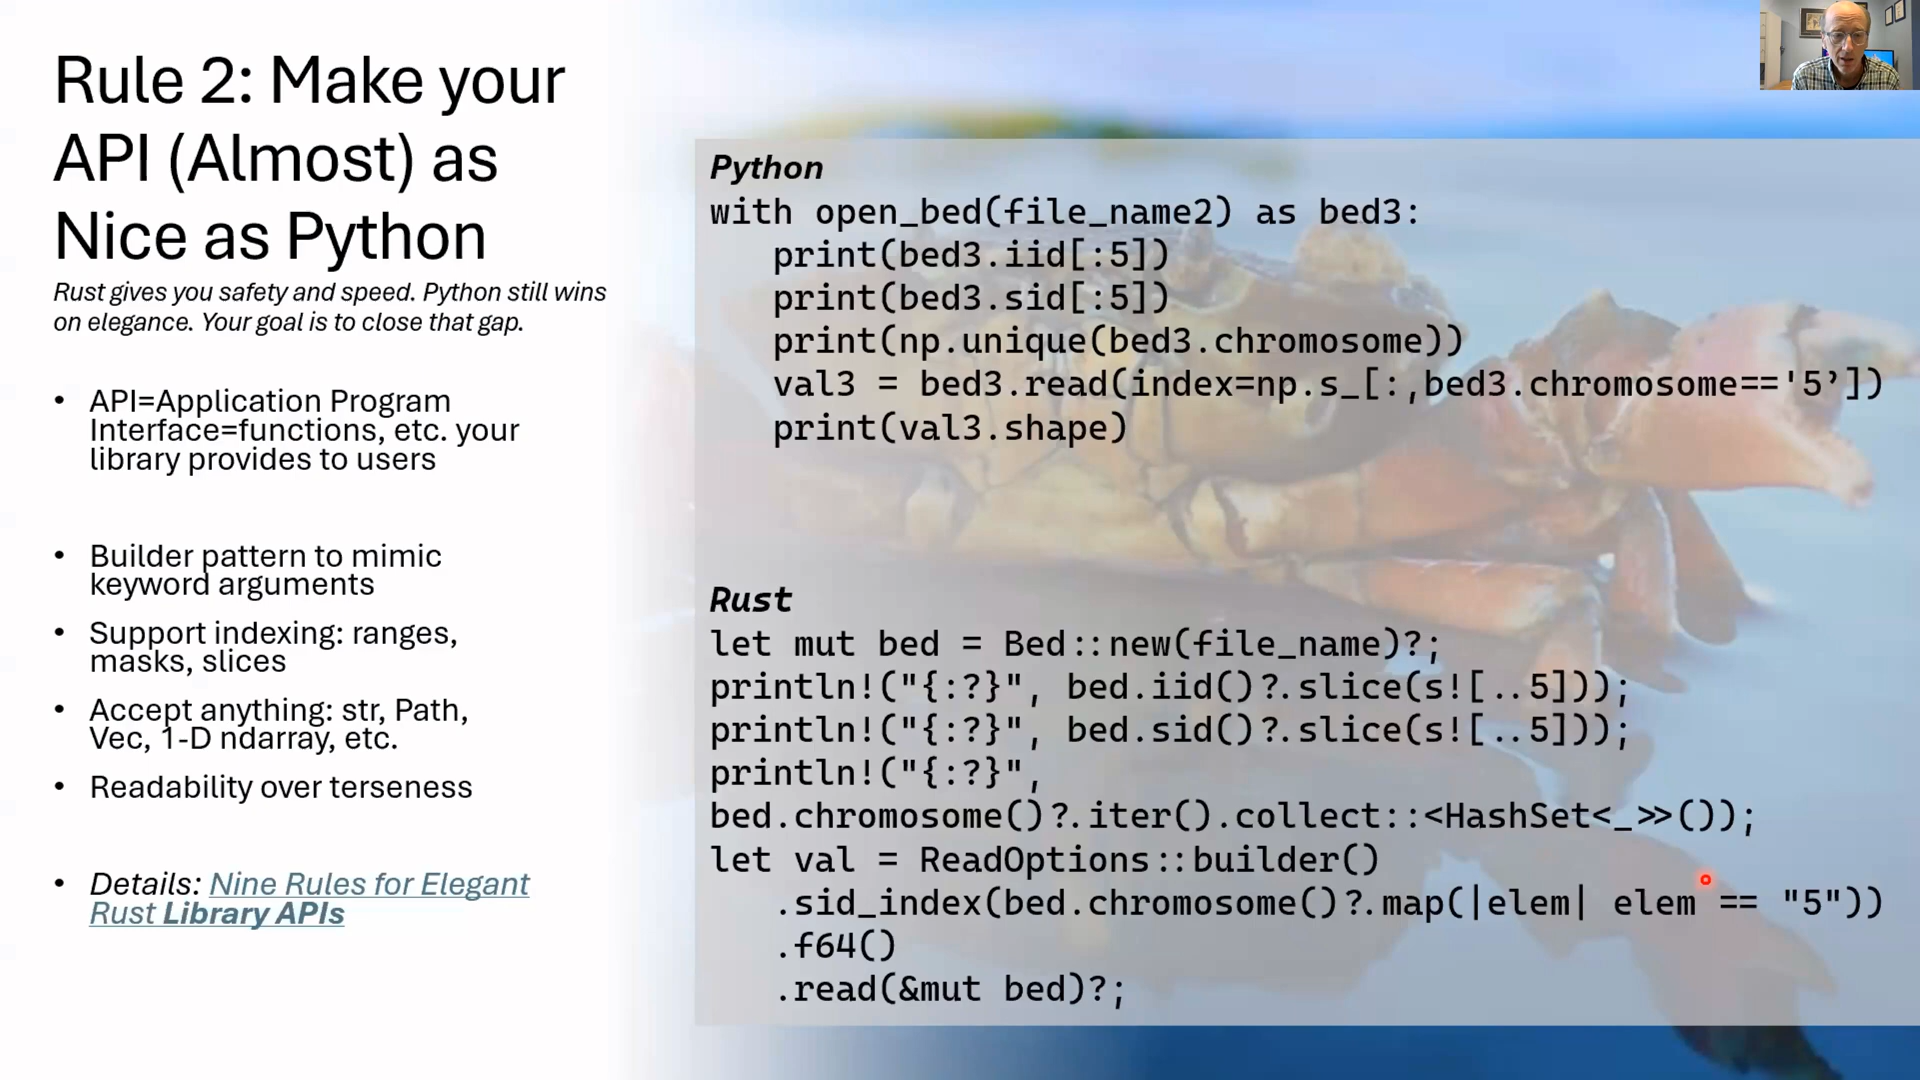 Rule 2: Make your
API (Almost) as
Nice as Python
Rust gives you safety and speed. Python still wins
on elegance. Your goal is to close that gap.
• API=Application Program
Interface=functions, etc. your
library provides to users
• Builder pattern to mimic
keyword arguments
• Support indexing: ranges,
masks, slices
• Accept anything: str, Path,
Vec, 1-D ndarray, etc.
• Readability over terseness
• Details: Nine Rules for Elegant
Rust Library APIs
Python
with open_bed(file_name2) as bed3:
   print(bed3.iid[:5])
   print(bed3.sid[:5])
   print(np.unique(bed3.chromosome))
   val3 = bed3.read(index=np.s_[:,bed3.chromosome=='5’])
   print(val3.shape)
Rust
let mut bed = Bed::new(file_name)?;
println!("{:?}", bed.iid()?.slice(s![..5]));
println!("{:?}", bed.sid()?.slice(s![..5]));
println!("{:?}",
bed.chromosome()?.iter().collect::<HashSet<_>>());
let val = ReadOptions::builder()
   .sid_index(bed.chromosome()?.map(|elem| elem == "5"))
   .f64()
   .read(&mut bed)?;